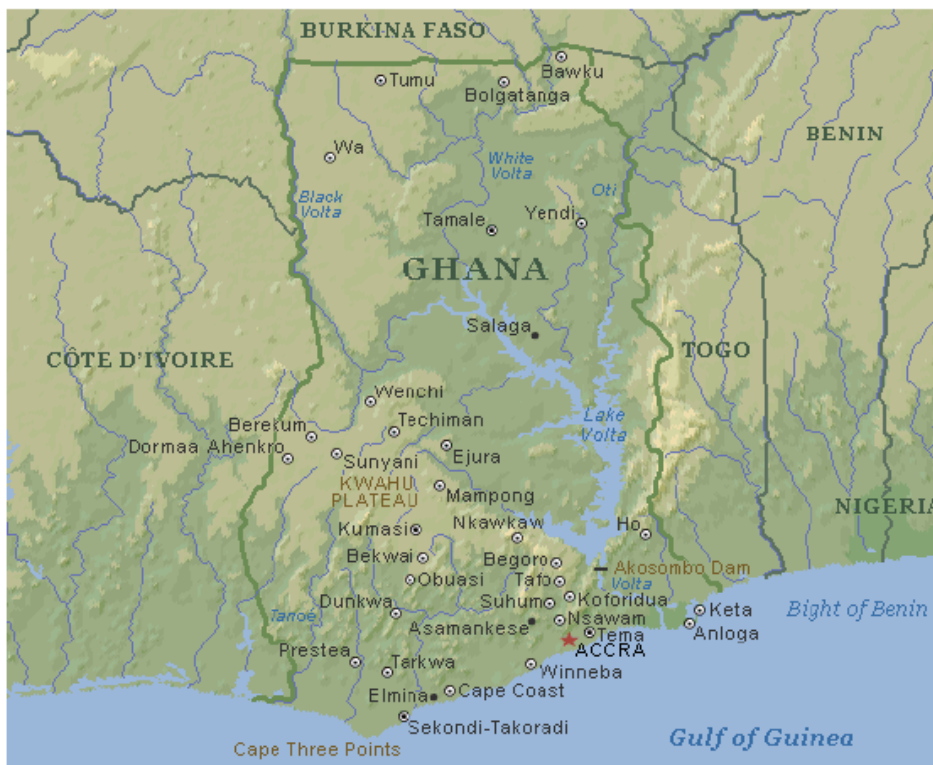 BURKINA FASO
Bawku
Tumu
Bolgatanga
BENIN
Wa
White
Volta
Black
Volta
Oti
Tamale
Yendi
GHANA
Salaga
CÔTE D'IVOIRE
TOGO
Wenchi
Berekum
Techiman
Lake
Volta
Dormaa Ahenkro
Sunyani
Ejura
KWAHU
PLATEAU
Mampong
NIGERIA
Kumasi
Nkawkaw
Ho
Bekwai
Begoro
Akosombo Dam
Obuasi
Tafo
Volta
Dunkwa
Suhum
Koforidua
Keta
Bight of Benin
Tanoé
Asamankese
Nsawam
Tema
Anloga
ACCRA
Prestea
Tarkwa
Winneba
Elmina
Cape Coast
Sekondi-Takoradi
Gulf of Guinea
Cape Three Points